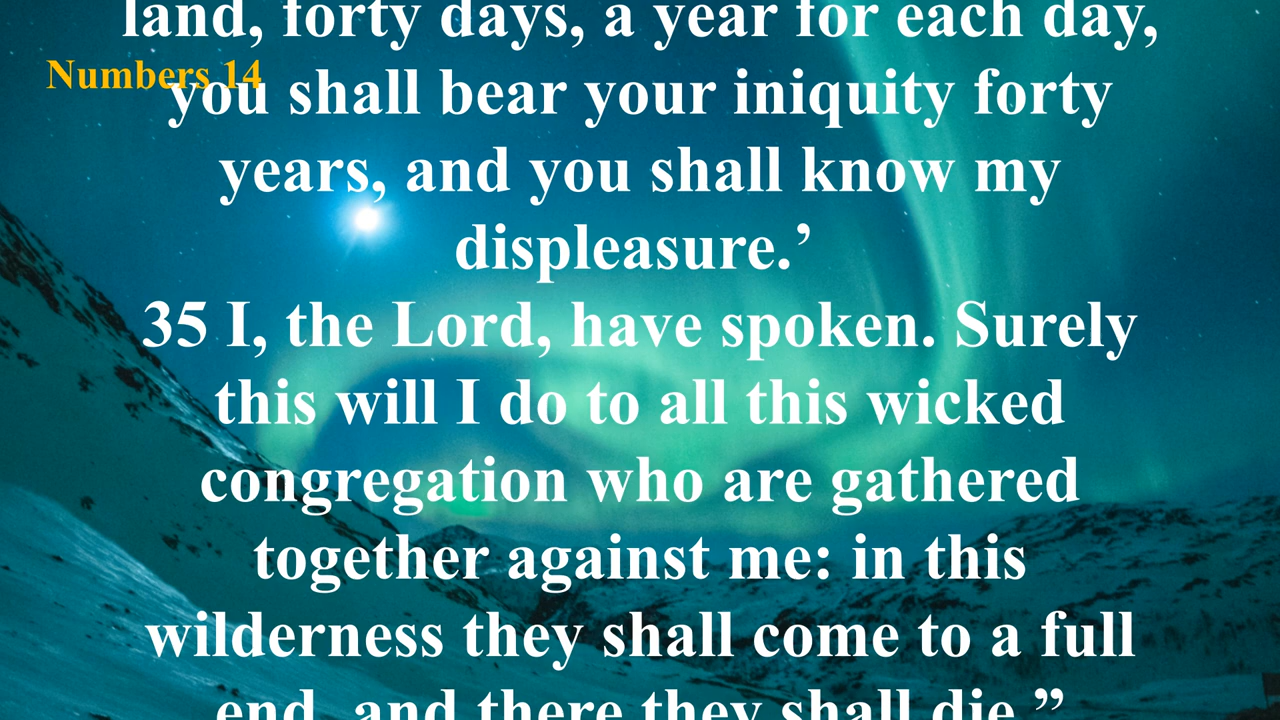 land, forty days, a year for each day,
Numbers 14
you shall bear your iniquity forty
years, and you shall know my
displeasure.’
35 I, the Lord, have spoken. Surely
this will I do to all this wicked
congregation who are gathered
together against me: in this
wilderness they shall come to a full
end, and there they shall die.”